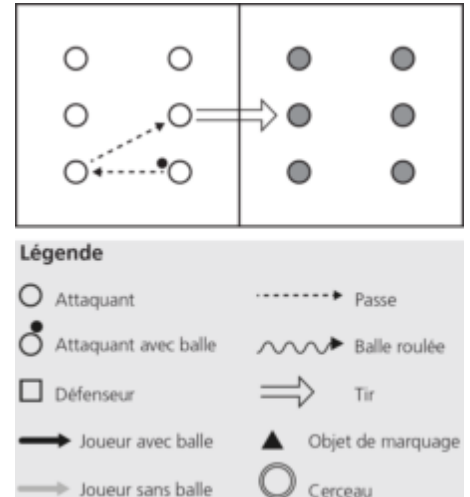 Légende
Attaquant
Passe
Attaquant avec balle
Balle roulée
Défenseur
Tir
Joueur avec balle
Objet de marquage
Joueur sans balle
Cerceau